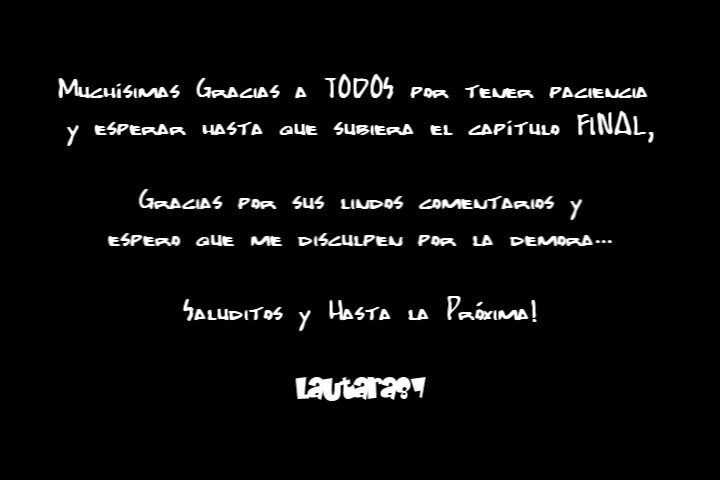 Muchísimas Gracias a TODOS por tener paciencia
y esperar hasta que subiera el capítulo FINAL,
Gracias por sus lindos comentarios y
espero que me disculpen por la demora...
Saluditos y Hasta la Próxima!
Lautara84